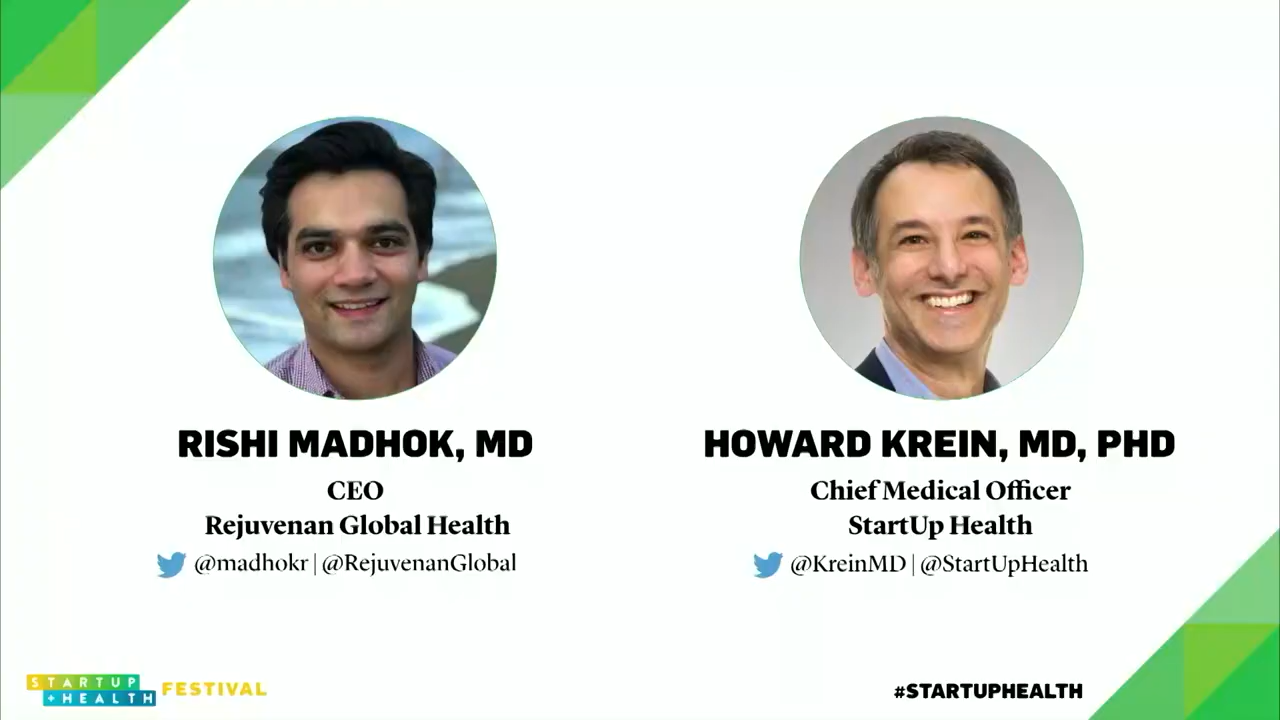 RISHI MADHOK, MD
CEO
Rejuvenan Global Health
@madhokr | @RejuvenanGlobal
HOWARD KREIN, MD, PHD
Chief Medical Officer
StartUp Health
@KreinMD | @StartUpHealth
STARTUP
+HEALTH
FESTIVAL
#STARTUPHEALTH